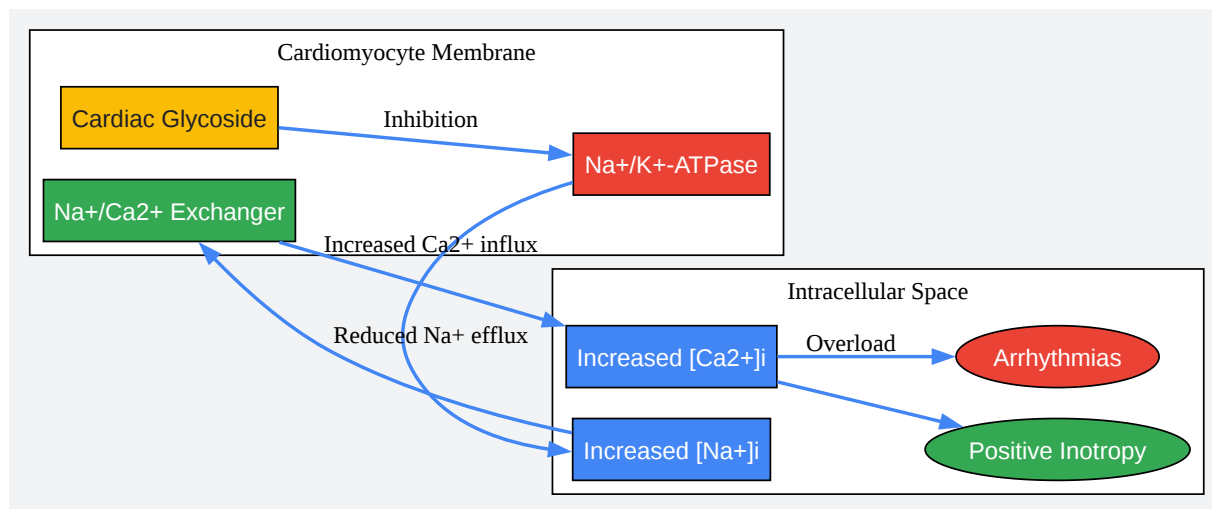 Cardiomyocyte Membrane
Cardiac Glycoside
Inhibition
Na+/K+-ATPase
Na+/Ca2+ Exchanger
Increased Ca2+ influx
Intracellular Space
Reduced Na+ efflux
Increased [Ca2+]i
Overload
Arrhythmias
Increased [Na+]i
Positive Inotropy